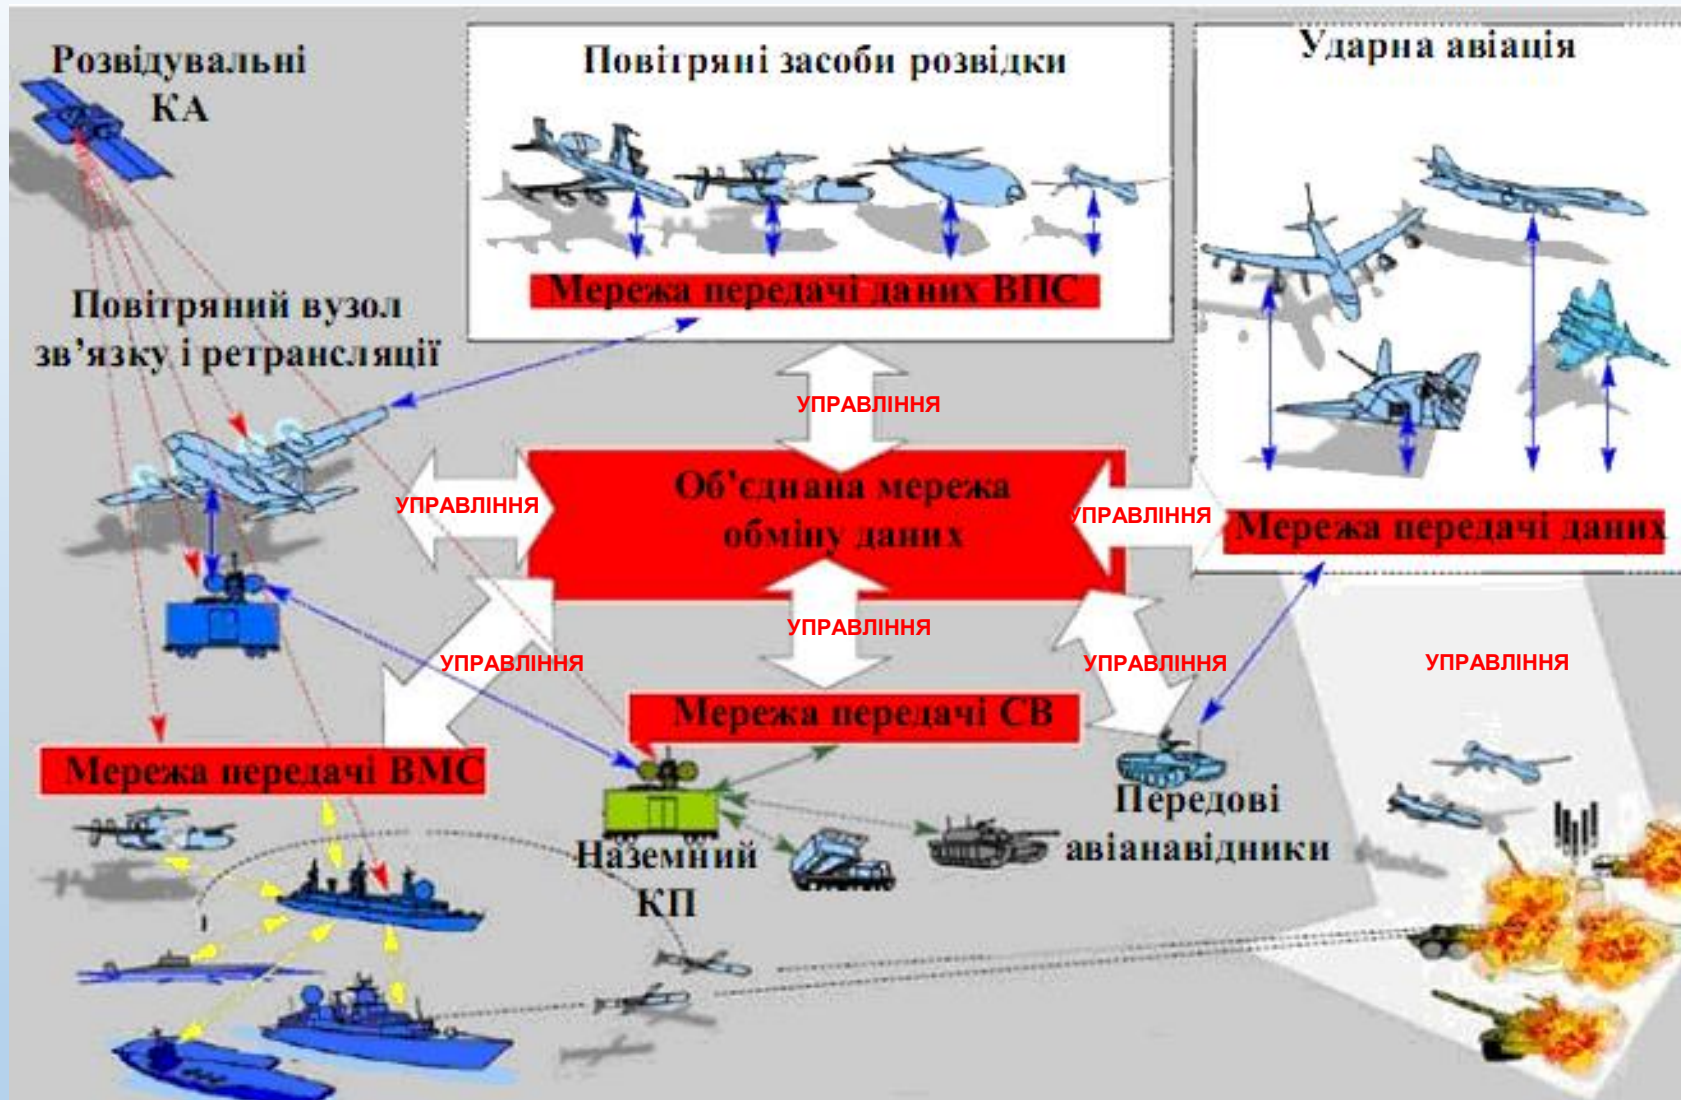 Розвідувальні
КА
Повітряні засоби розвідки
Ударна авіація
Мережа передачі даних ВПС
Повітряний вузол
зв’язку і ретрансляції
УПРАВЛІННЯ
УПРАВЛІННЯ
Об’єднана мережа
обміну даних
УПРАВЛІННЯ
Мережа передачі даних
УПРАВЛІННЯ
УПРАВЛІННЯ
УПРАВЛІННЯ
УПРАВЛІННЯ
Мережа передачі СВ
Мережа передачі ВМС
Передові
авіанавідники
Наземний
КП